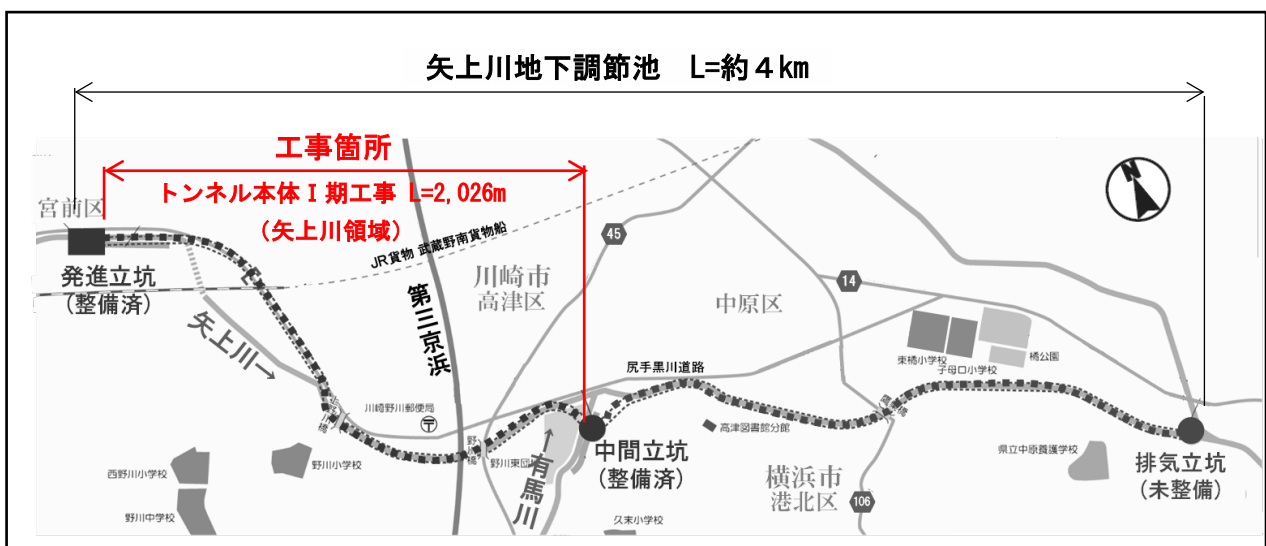 矢上川地下調節池 L=約４km
工事箇所
トンネル本体Ⅰ期工事 L=2,026m
（矢上川領域）
N
宮前区
発進立坑
（整備済）
矢上川→
JR貨物 武蔵野南貨物船
第三京浜
45
川崎市
高津区
中原区
14
東橘小学校
子母口小学校
橘公園
尻手黒川道路
川崎野川郵便局
〒
野川橋
野川東団地
中間立坑
（整備済）
→有馬川
高津図書館分館
県立中原養護学校
排気立坑
（未整備）
西野川小学校
野川小学校
野川中学校
横浜市
港北区
106
久末小学校